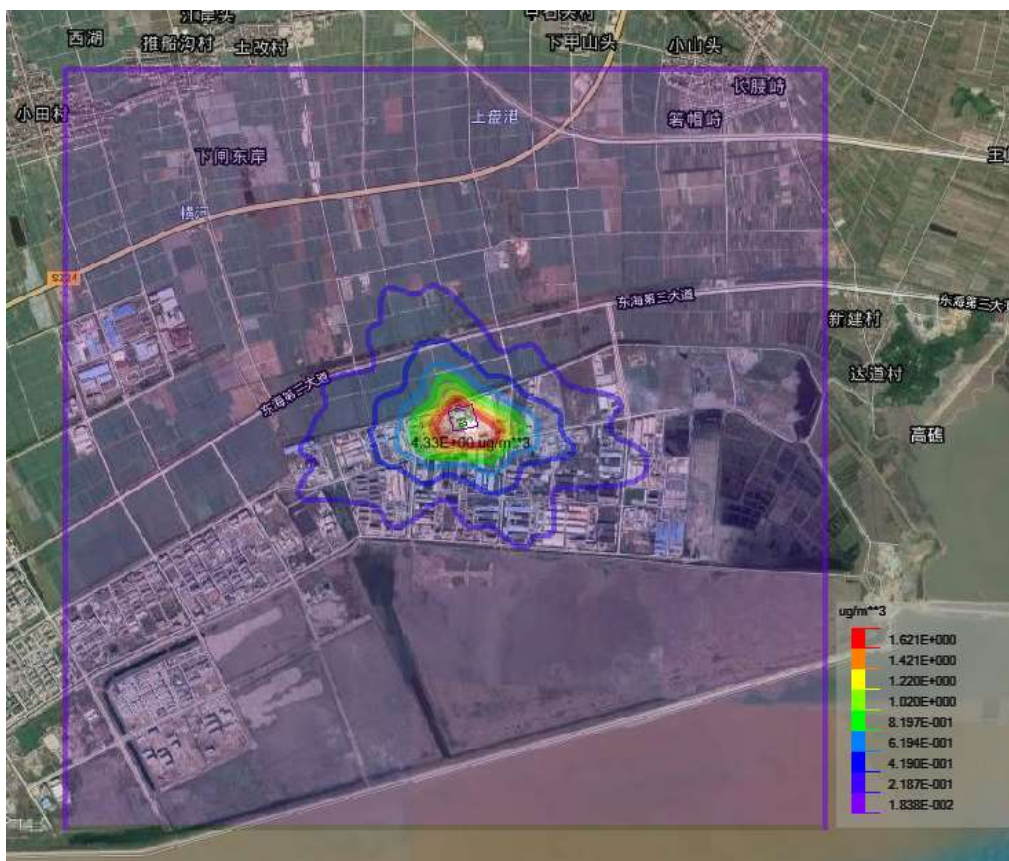 西湖
推船沟村
土改村
下甲山头
小山头
长腰峙
小田村
上盘港
箬帽峙
下闸东岸
横河
S224
东海第三大道
东海第三大道
新建村
达道村
东海第三大道
高礁
4.33E+00 ug/m**3
ug/m**3
1.621E+000
1.421E+000
1.220E+000
1.020E+000
8.197E-001
6.194E-001
4.190E-001
2.187E-001
1.838E-002